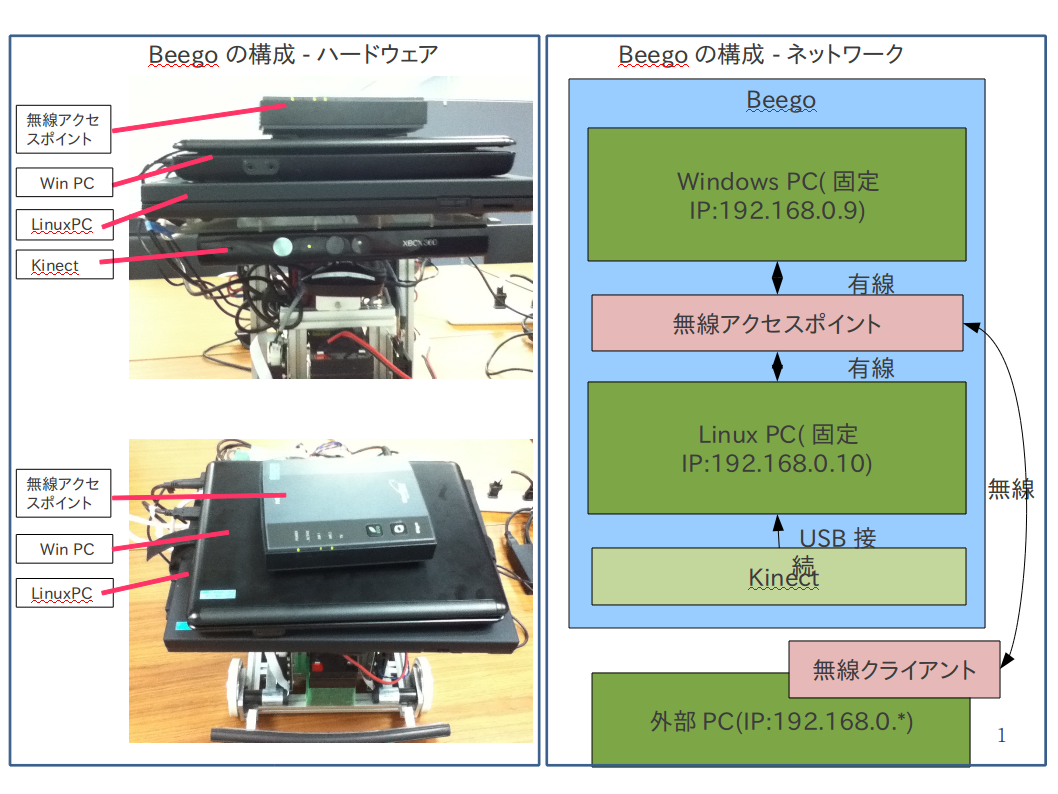 Beego の構成 - ハードウェア
無線アクセ
スポイント
Win PC
LinuxPC
Kinect
XBOX 360
無線アクセ
スポイント
Win PC
LinuxPC
Beego の構成 - ネットワーク
Beego
Windows PC( 固定
IP:192.168.0.9)
有線
無線アクセスポイント
有線
Linux PC( 固定
IP:192.168.0.10)
無線
USB 接
続
Kinect
無線クライアント
外部 PC(IP:192.168.0.*)
1